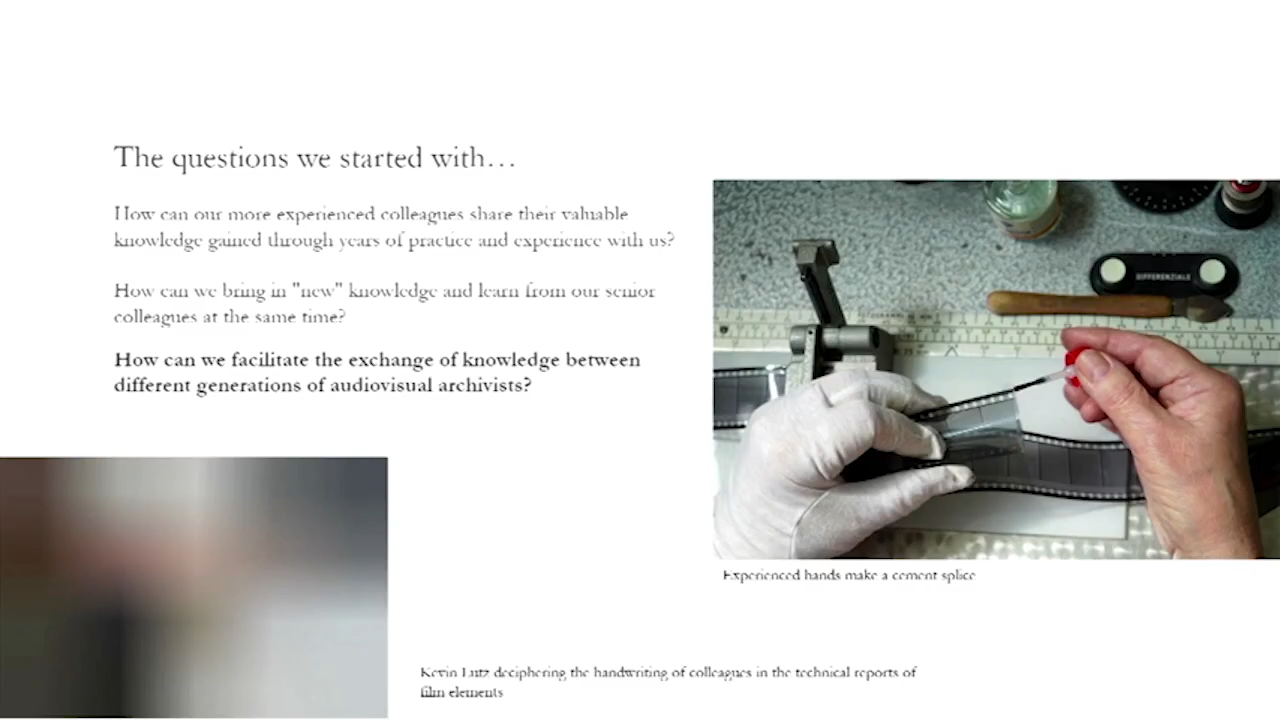 The questions we started with...
How can our more experienced colleagues share their valuable
knowledge gained through years of practice and experience with us?
How can we bring in "new" knowledge and learn from our senior
colleagues at the same time?
How can we facilitate the exchange of knowledge between
different generations of audiovisual archivists?
DIFFERENZIALE
Experienced hands make a cement splice
Kevin Lutz deciphering the handwriting of colleagues in the technical reports of
film elements